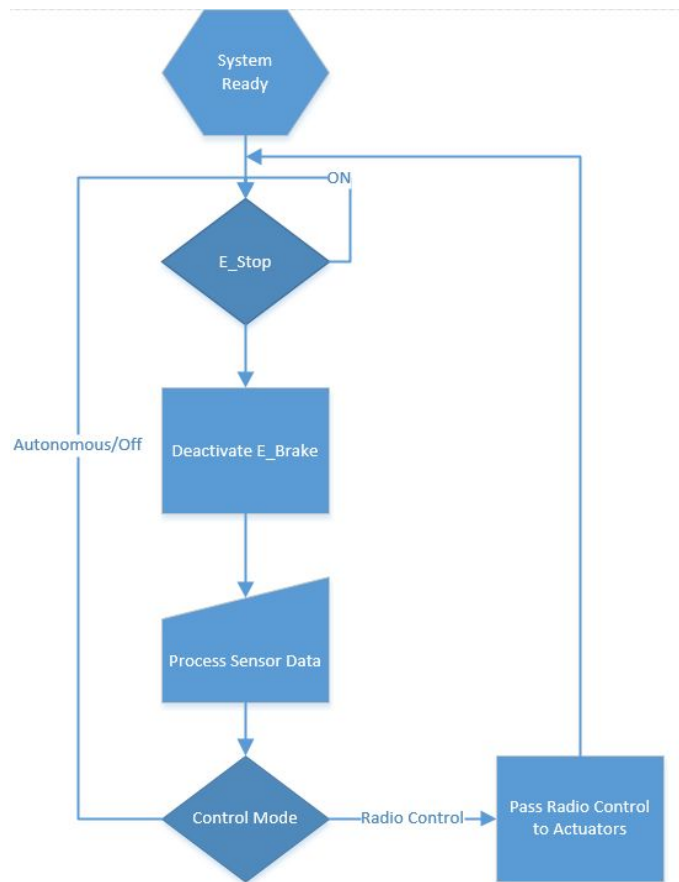 System
Ready
ON
E_Stop
Autonomous/Off
Deactivate E_Brake
Process Sensor Data
Control Mode
Radio Control
Pass Radio Control
to Actuators